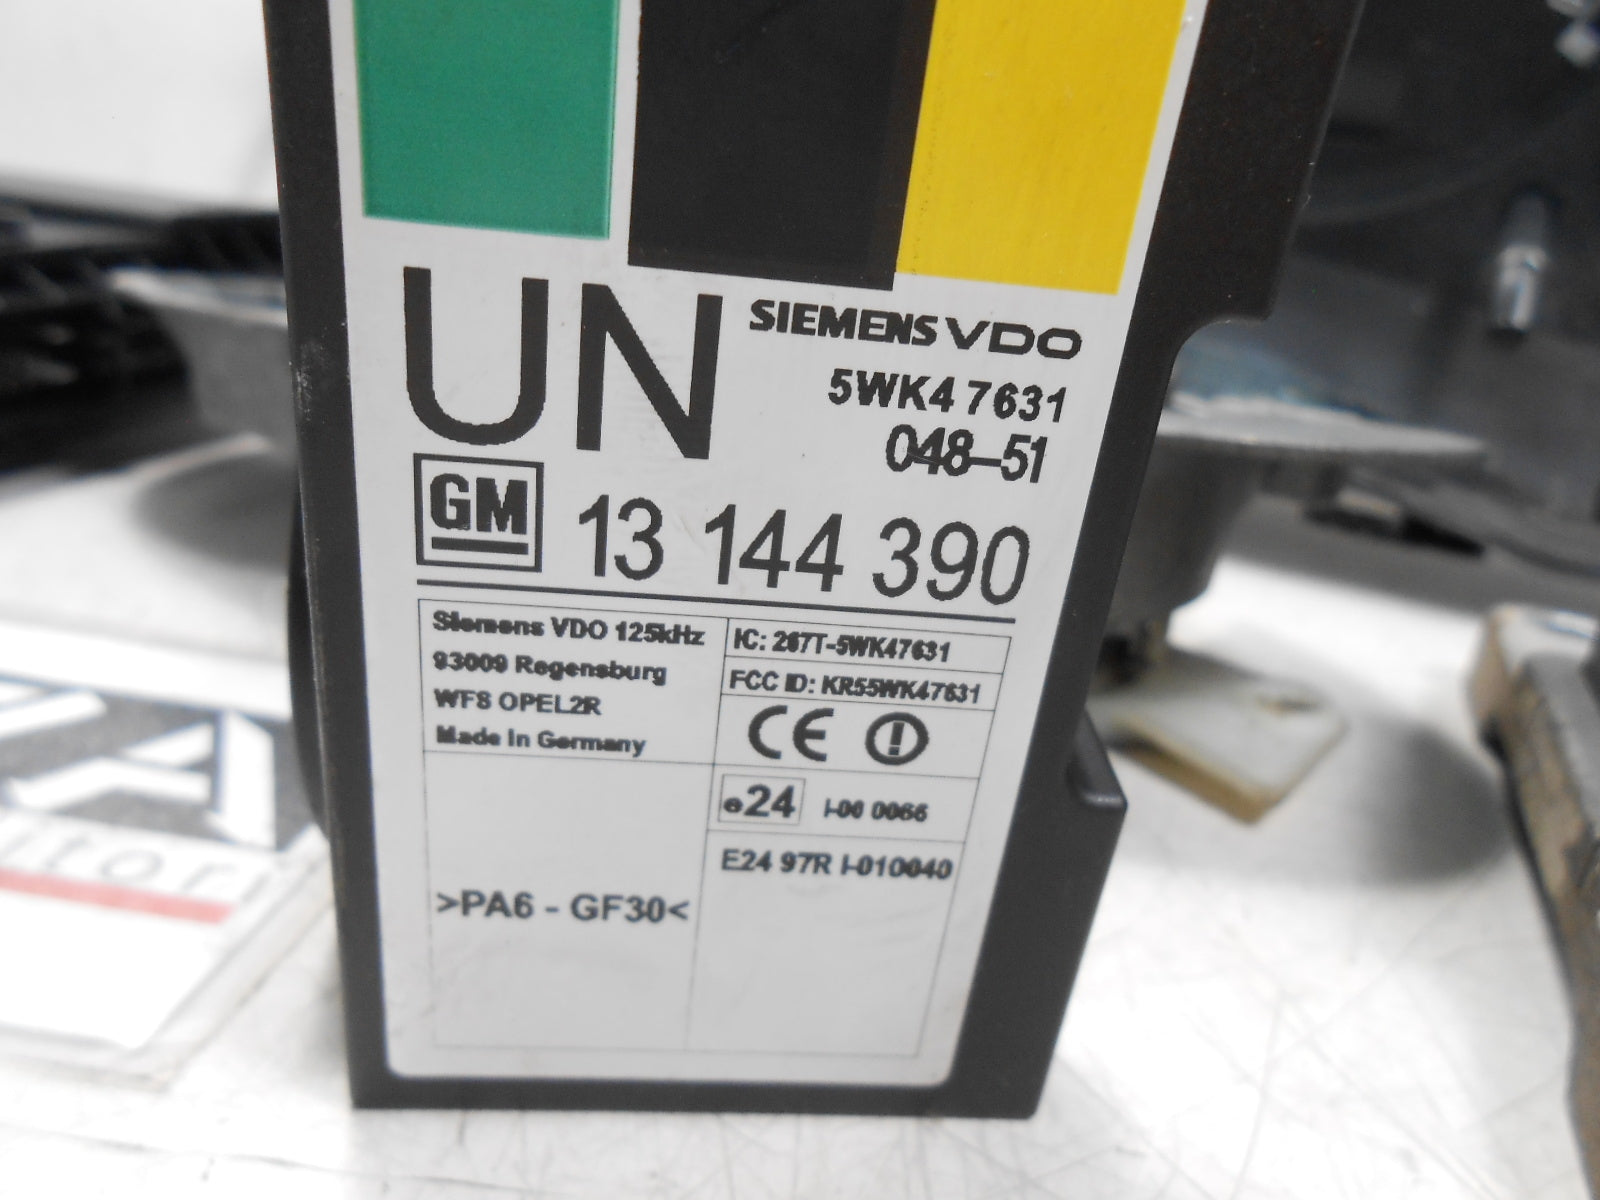 UN
SIEMENS VDO
5WK4 7631
048-51
GM
13 144 390
Siemens VDO 125kHz
93009 Regensburg
WFS OPEL2R
Made In Germany
IC: 267T-5WK47631
FCC ID: KR55WK47631
CE
e24 I-00 0066
E24 97R I-010040
>PA6 - GF30<